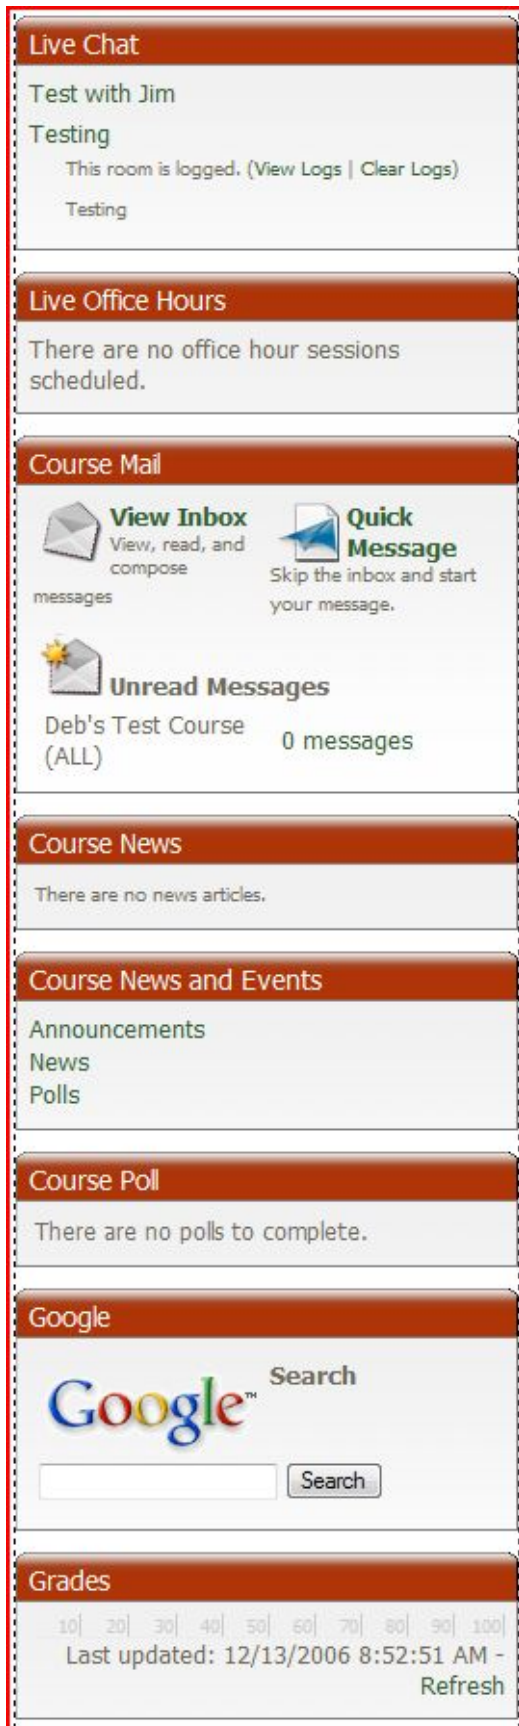 Live Chat
Test with Jim
Testing
This room is logged. (View Logs | Clear Logs)
Testing
Live Office Hours
There are no office hour sessions
scheduled.
Course Mail
View Inbox
View, read, and
compose
messages
Quick
Message
Skip the inbox and start
your message.
Unread Messages
Deb's Test Course
(ALL)
0 messages
Course News
There are no news articles.
Course News and Events
Announcements
News
Polls
Course Poll
There are no polls to complete.
Google
Google™ Search
Search
Grades
10| 20| 30| 40| 50| 60| 70| 80| 90| 100|
Last updated: 12/13/2006 8:52:51 AM -
Refresh